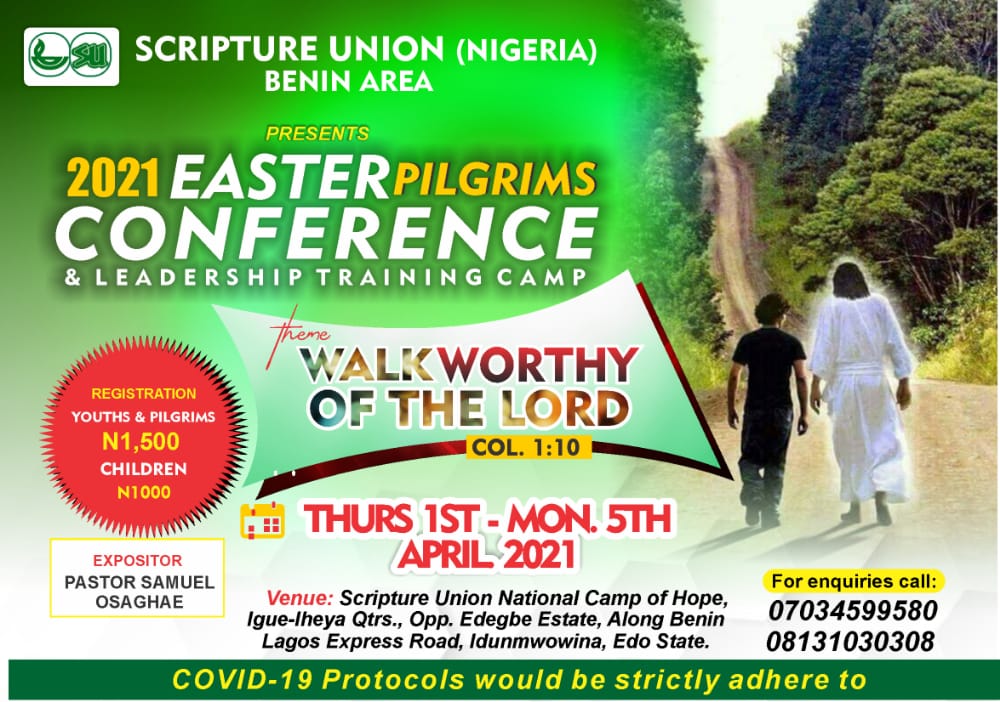 SU
SCRIPTURE UNION (NIGERIA)
BENIN AREA
PRESENTS
2021 EASTER PILGRIMS
CONFERENCE
& LEADERSHIP TRAINING CAMP
theme
WALK WORTHY
OF THE LORD
COL. 1:10
REGISTRATION
YOUTHS & PILGRIMS
N1,500
CHILDREN
N1000
THURS 1ST - MON. 5TH
APRIL 2021
EXPOSITOR
PASTOR SAMUEL
OSAGHAE
Venue: Scripture Union National Camp of Hope,
Igue-Iheya Qtrs., Opp. Edegbe Estate, Along Benin
Lagos Express Road, Idunmwowina, Edo State.
For enquiries call:
07034599580
08131030308
COVID-19 Protocols would be strictly adhere to